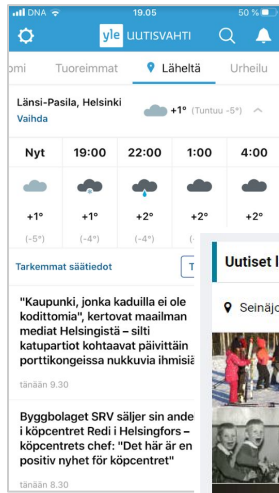 DNA 19.05 50 %
yle UUTISVAHTI
omi Tuoreimmat Läheltä Urheilu
Länsi-Pasila, Helsinki
+1° (Tuntuu -5°)
Vaihda
Nyt 19:00 22:00 1:00 4:00
+1° +1° +2° +2° +2°
(-5°) (-4°) (-4°) (-
Tarkemmat säätiedot T
Uutiset l
Seinäjo
"Kaupunki, jonka kaduilla ei ole
kodittomia", kertovat maailman
mediat Helsingistä – silti
katupartiot kohtaavat päivittäin
porttikongeissa nukkuvia ihmisiä
tänään 9.30
Byggbolaget SRV säljer sin ande
i köpcentret Redi i Helsingfors –
köpcentrets chef: "Det här är en
positiv nyhet för köpcentret"
tänään 8.30